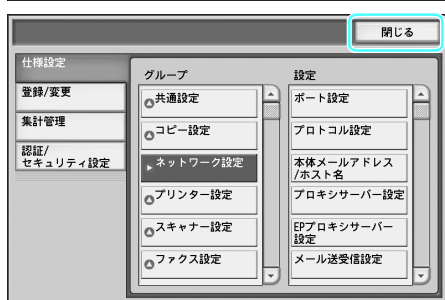 閉じる
仕様設定
登録/変更
集計管理
認証/
セキュリティ設定
グループ
共通設定
コピー設定
ネットワーク設定
プリンター設定
スキャナー設定
ファクス設定
設定
ポート設定
プロトコル設定
本体メールアドレス
/ホスト名
プロキシサーバー設定
EPプロキシサーバー
設定
メール送受信設定